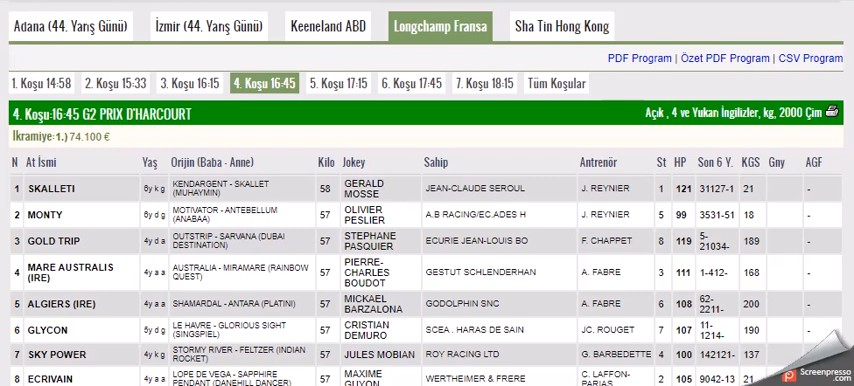 Adana (44. Yarış Günü) İzmir (44. Yarış Günü) Keeneland ABD Longchamp Fransa Sha Tin Hong Kong
PDF Program | Özet PDF Program | CSV Program
1. Koşu 14:58 2. Koşu 15:33 3. Koşu 16:15 4. Koşu 16:45 5. Koşu 17:15 6. Koşu 17:45 7. Koşu 18:15 Tüm Koşular
4. Koşu:16:45 G2 PRIX D'HARCOURT Açık , 4 ve Yukarı İngilizler, kg, 2000 Çim
İkramiye:1.) 74.100 €
N At İsmi Yaş Orijin (Baba - Anne) Kilo Jokey Sahip Antrenör St HP Son 6 Y. KGS Gny AGF
1 SKALLETI 6y k g KENDARGENT - SKALLET (MUHAYMIN) 58 GERALD MOSSE JEAN-CLAUDE SEROUL J. REYNIER 1 121 31127-1 21 -
2 MONTY 8y d g MOTIVATOR - ANTEBELLUM (ANABAA) 57 OLIVIER PESLIER A.B RACING/EC.ADES H J. REYNIER 5 99 3531-51 18 -
3 GOLD TRIP 4y d a OUTSTRIP - SARVANA (DUBAI DESTINATION) 57 STEPHANE PASQUIER ECURIE JEAN-LOUIS BO F. CHAPPET 8 119 5-21034- 189 -
4 MARE AUSTRALIS (IRE) 4y a a AUSTRALIA - MIRAMARE (RAINBOW QUEST) 57 PIERRE-CHARLES BOUDOT GESTUT SCHLENDERHAN A. FABRE 3 111 1-412- 168 -
5 ALGIERS (IRE) 4y a a SHAMARDAL - ANTARA (PLATINI) 57 MICKAEL BARZALONA GODOLPHIN SNC A. FABRE 6 108 62-2211- 200 -
6 GLYCON 5y d g LE HAVRE - GLORIOUS SIGHT (SINGSPIEL) 57 CRISTIAN DEMURO SCEA . HARAS DE SAIN JC. ROUGET 7 107 11-1214- 190 -
7 SKY POWER 4y k g STORMY RIVER - FELTZER (INDIAN ROCKET) 57 JULES MOBIAN ROY RACING LTD G. BARBEDETTE 4 100 142121- 137
8 ECRIVAIN 4y a a LOPE DE VEGA - SAPPHIRE PENDANT (DANEHILL DANCER) 57 MAXIME GUYON WERTHEIMER & FRERE C. LAFFON-PARIAS 2 105 9042-13 21
Screenpresso
.com